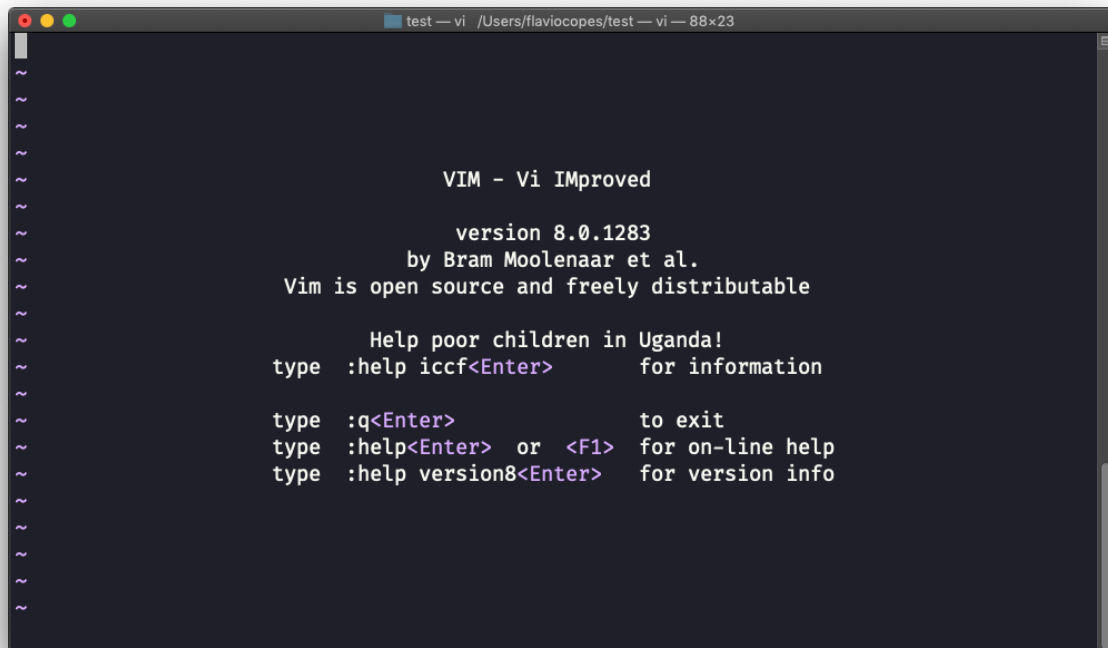 test — vi /Users/flaviocopes/test — vi — 88×23
~
~
~
~
~ VIM - Vi IMproved
~
~ version 8.0.1283
~ by Bram Moolenaar et al.
~ Vim is open source and freely distributable
~
~ Help poor children in Uganda!
~ type :help iccf<Enter> for information
~
~ type :q<Enter> to exit
~ type :help<Enter> or <F1> for on-line help
~ type :help version8<Enter> for version info
~
~
~
~
~